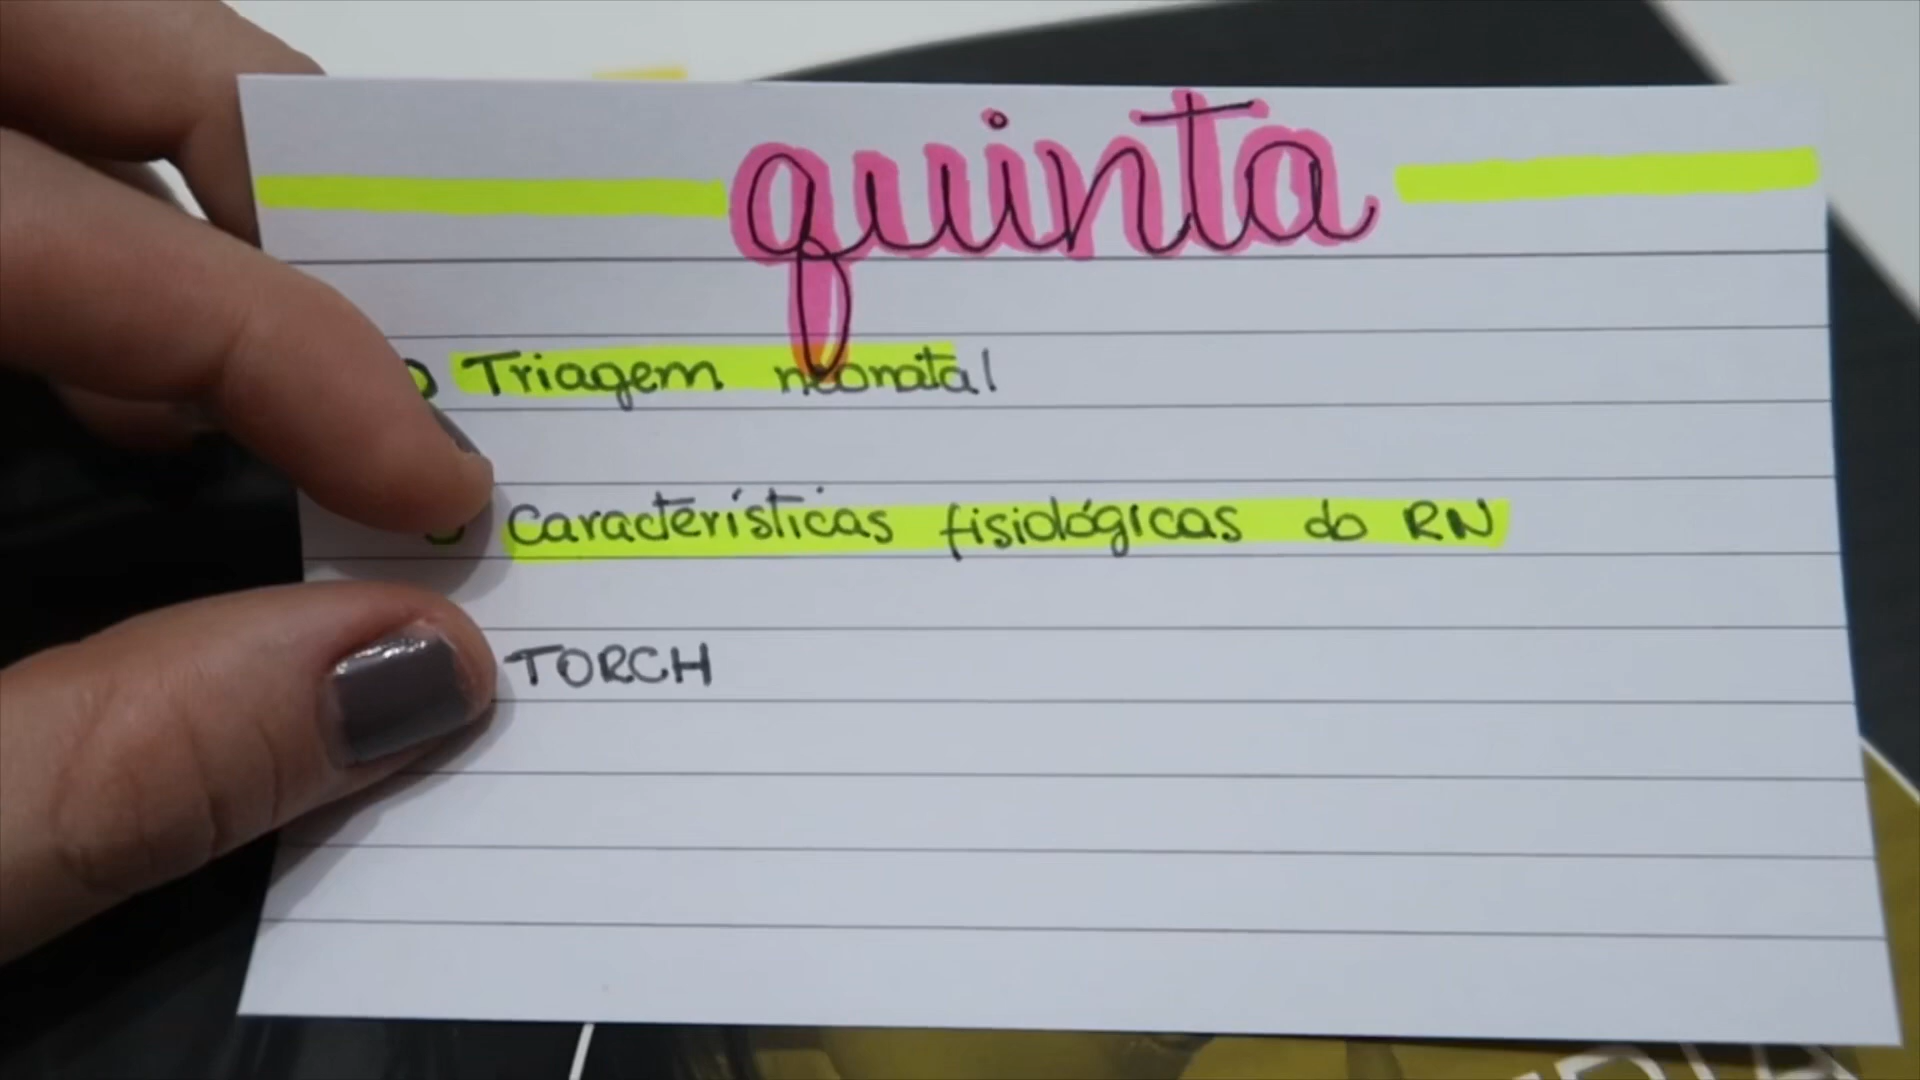 quinta
Triagem neonatal
Características fisiológicas do RN
TORCH